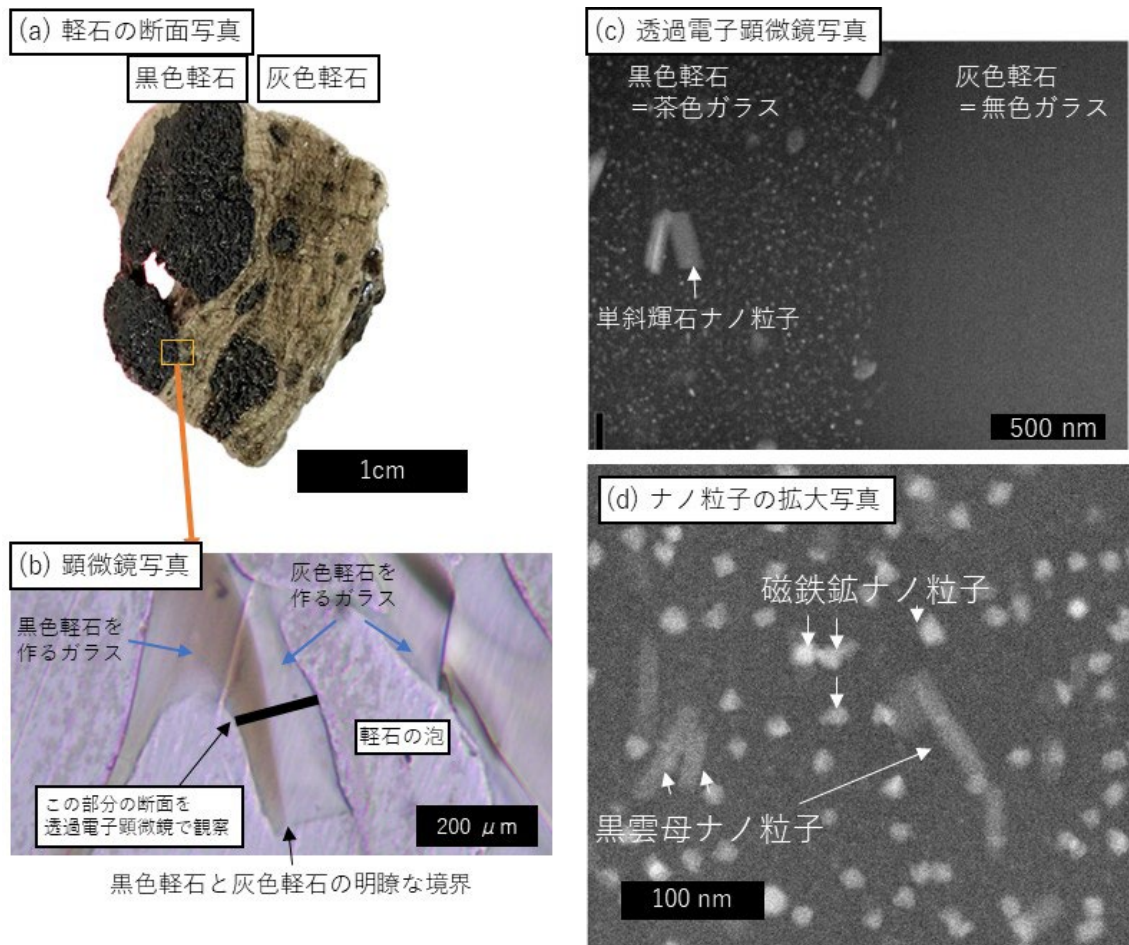 (a) 軽石の断面写真
黒色軽石
灰色軽石
1cm
(b) 顕微鏡写真
灰色軽石を
作るガラス
黒色軽石を
作るガラス
軽石の泡
この部分の断面を
透過電子顕微鏡で観察
200 μm
黒色軽石と灰色軽石の明瞭な境界
(c) 透過電子顕微鏡写真
黒色軽石
＝茶色ガラス
灰色軽石
＝無色ガラス
単斜輝石ナノ粒子
500 nm
(d) ナノ粒子の拡大写真
磁鉄鉱ナノ粒子
黒雲母ナノ粒子
100 nm